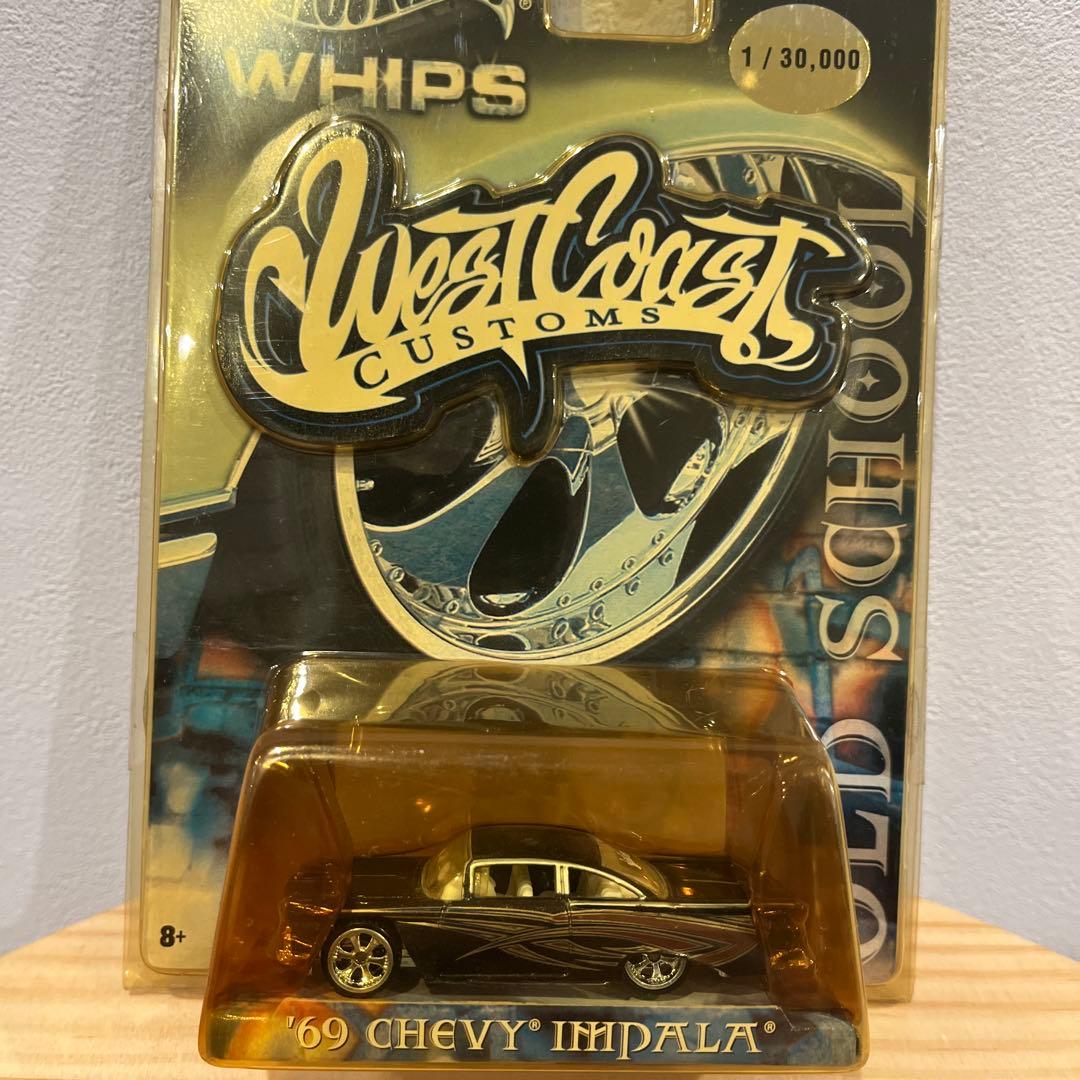 WHIPS
1 / 30,000
West Coast
CUSTOMS
OLD SCHOOL
8+
'69 CHEVY® IMPALA®